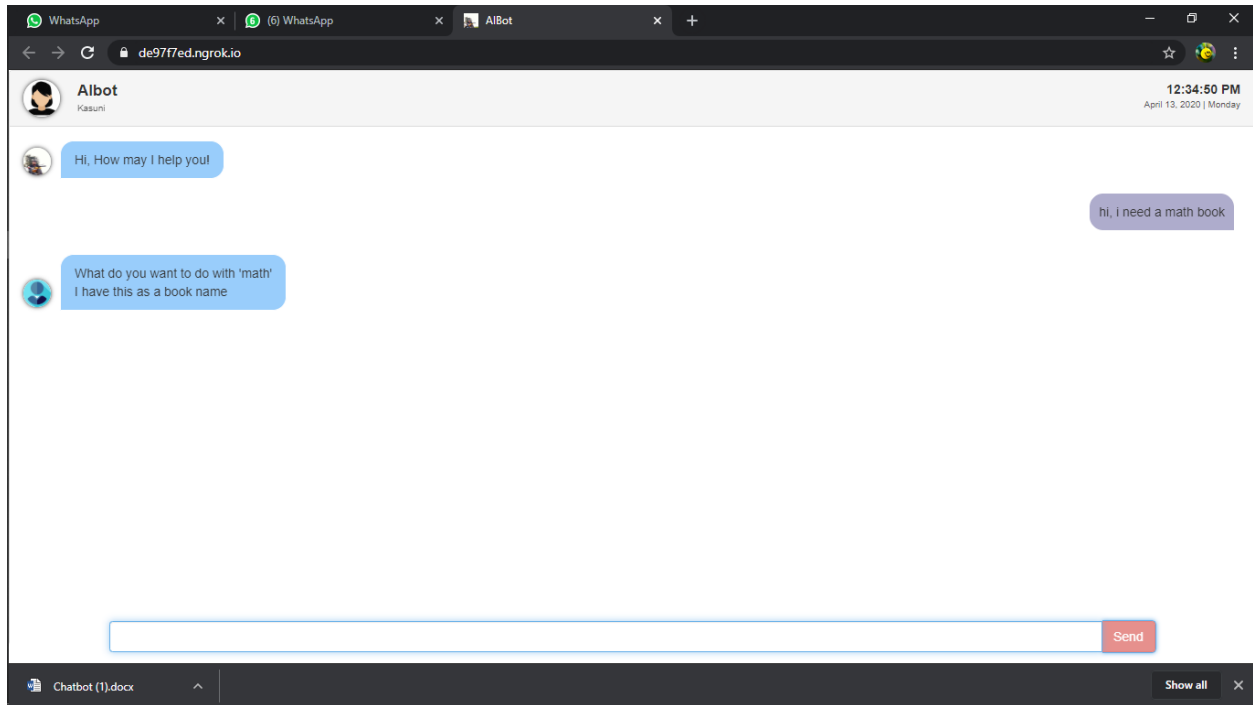 WhatsApp
(6) WhatsApp
AIBot
de97f7ed.ngrok.io
AIbot
Kasuni
12:34:50 PM
April 13, 2020 | Monday
Hi, How may I help you!
hi, i need a math book
What do you want to do with 'math'
I have this as a book name
Send
Chatbot (1).docx
Show all